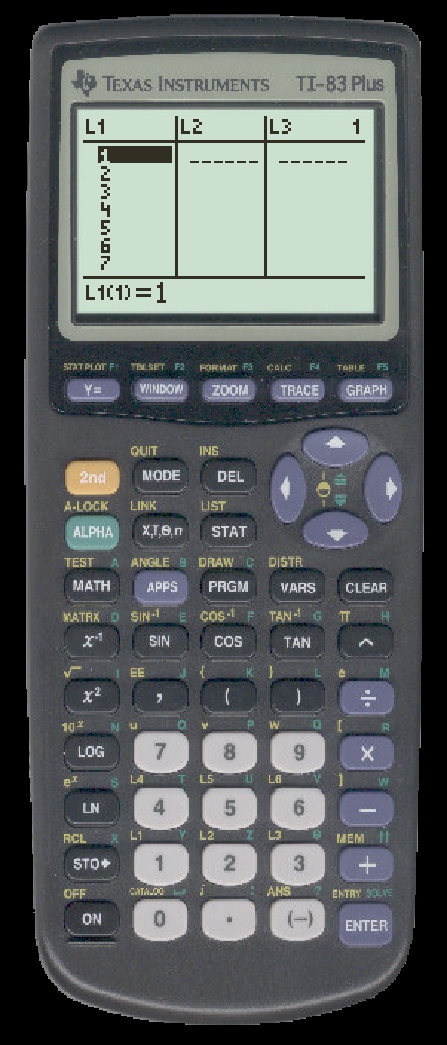 TEXAS INSTRUMENTS TI-83 Plus
L1 L2 L3 1
1 ------ ------
2
3
4
5
6
7
L1(1)=1
STAT PLOT F1 TBLSET F2 FORMAT F3 CALC F4 TABLE F5
Y= WINDOW ZOOM TRACE GRAPH
QUIT INS
2nd MODE DEL
A-LOCK LINK LIST
ALPHA X,T,Θ,n STAT
TEST A ANGLE B DRAW C DISTR
MATH APPS PRGM VARS CLEAR
MATRX D SIN⁻¹ E COS⁻¹ F TAN⁻¹ G π H
x⁻¹ SIN COS TAN ^
√ I EE J { K } L e M
x² , ( ) ÷
10ˣ N u O v P w Q [ R
LOG 7 8 9 ×
eˣ S L4 T L5 U L6 V ] W
LN 4 5 6 −
RCL X L1 Y L2 Z L3 θ MEM "
STO▸ 1 2 3 +
OFF CATALOG i : ANS ? ENTRY SOLVE
ON 0 . (−) ENTER